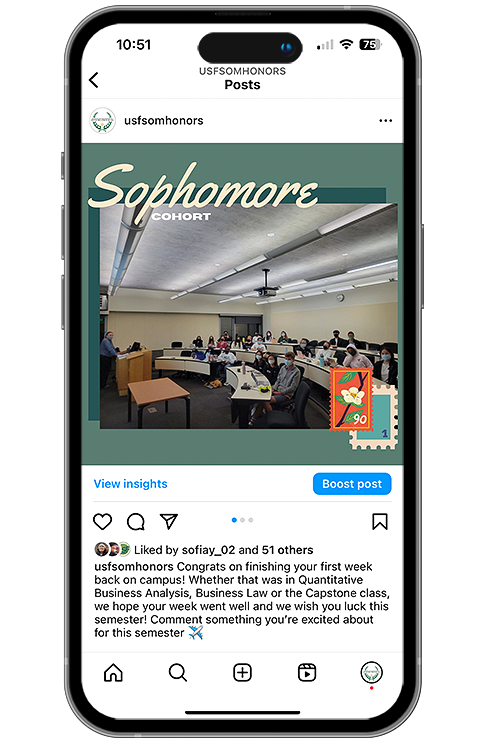 10:51
75
USFSOMHONORS
Posts
usfsomhonors
Sophomore
COHORT
90
1
View insights
Boost post
Liked by sofiay_02 and 51 others
usfsomhonors Congrats on finishing your first week
back on campus! Whether that was in Quantitative
Business Analysis, Business Law or the Capstone class,
we hope your week went well and we wish you luck this
semester! Comment something you're excited about
for this semester ✈️